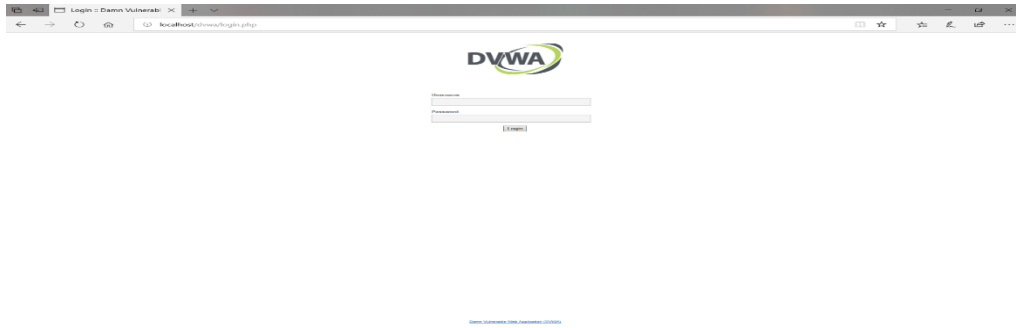 Login :: Damn Vulnerabl
localhost/dvwa/login.php
DVWA
Username
Password
Login
Damn Vulnerable Web Application (DVWA)